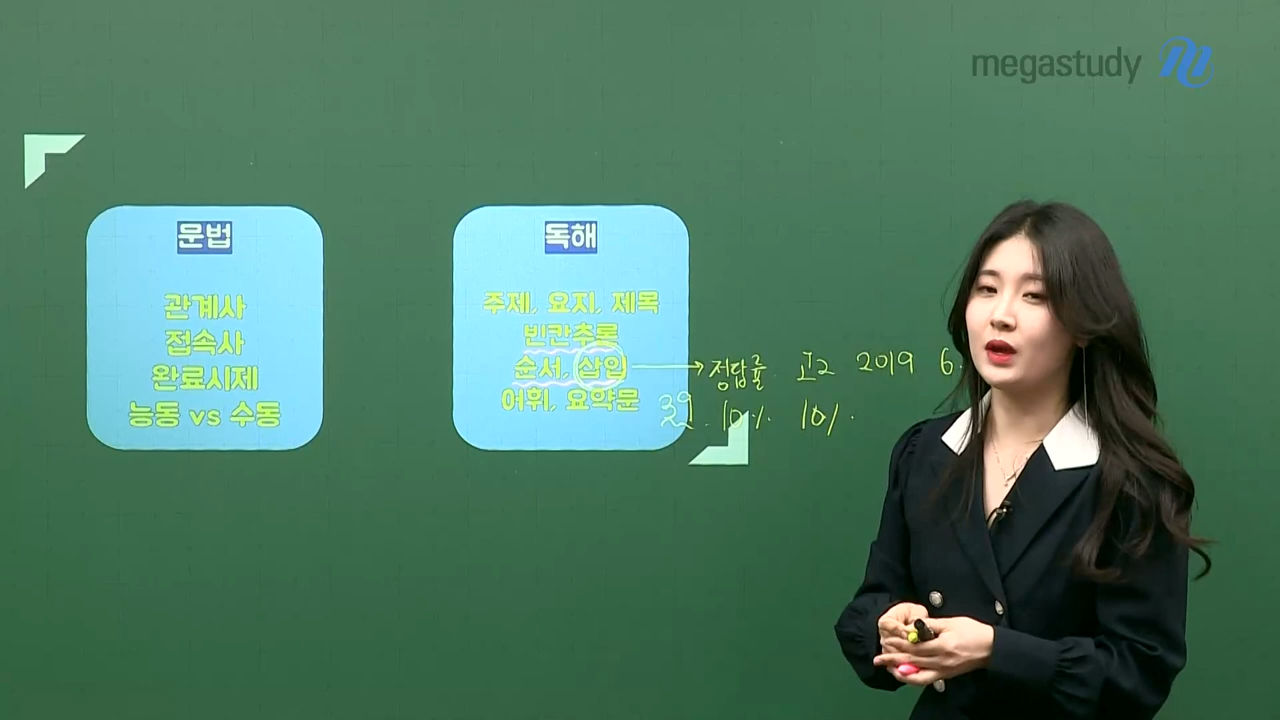 megastudy
문법
관계사
접속사
완료시제
능동 vs 수동
독해
주제, 요지, 제목
빈칸추론
순서, 삽입
어휘, 요약문
정답률 고2 2019 6.
39. 10%. 10%.